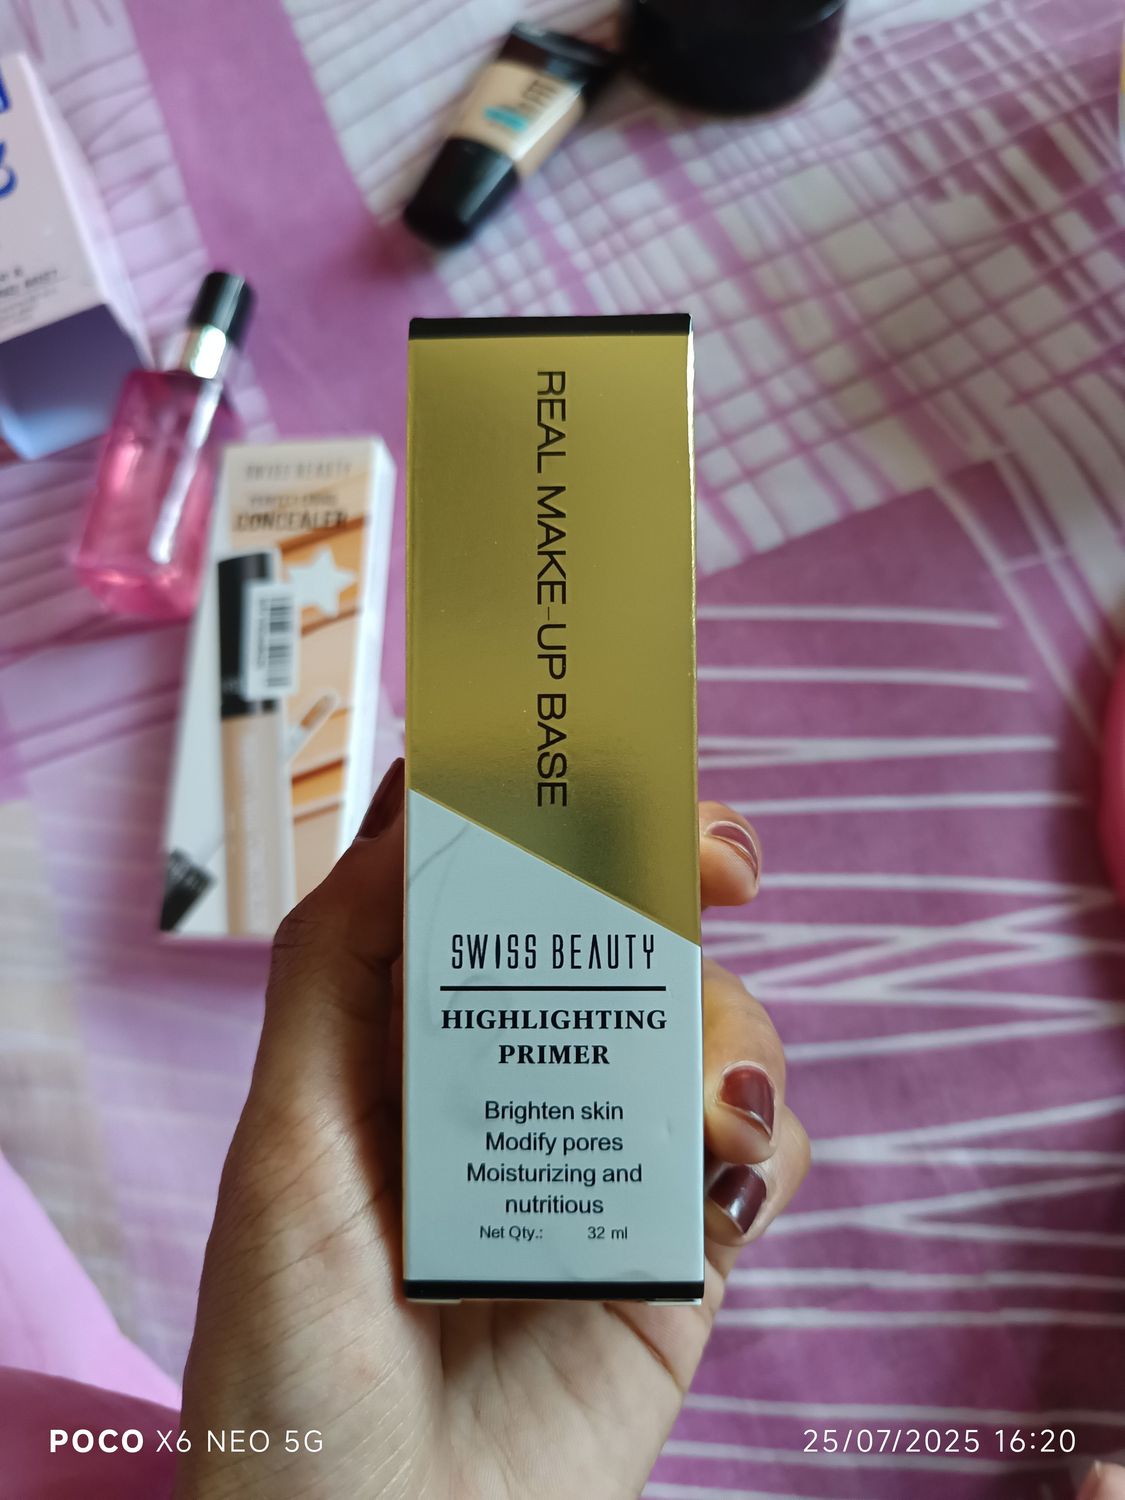 REAL MAKE-UP BASE
SWISS BEAUTY
HIGHLIGHTING
PRIMER
Brighten skin
Modify pores
Moisturizing and
nutritious
Net Qty.: 32 ml
SWISS BEAUTY
CONCEALER
POCO X6 NEO 5G
25/07/2025 16:20